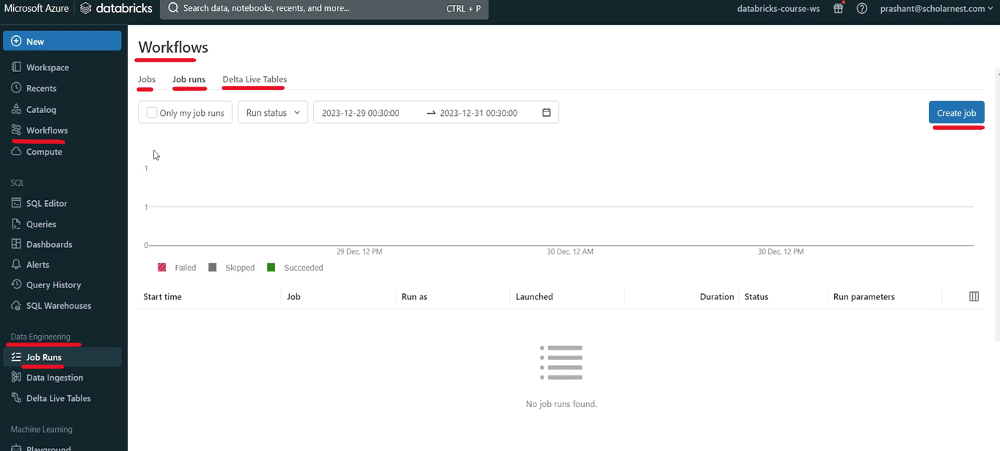 Microsoft Azure databricks Search data, notebooks, recents, and more... CTRL + P databricks-course-ws prashant@scholarnest.com
New
Workspace
Recents
Catalog
Workflows
Compute
SQL
SQL Editor
Queries
Dashboards
Alerts
Query History
SQL Warehouses
Data Engineering
Job Runs
Data Ingestion
Delta Live Tables
Machine Learning
Playground
Workflows
Jobs Job runs Delta Live Tables
Only my job runs Run status 2023-12-29 00:30:00 → 2023-12-31 00:30:00 Create job
1
1
0
29 Dec, 12 PM 30 Dec, 12 AM 30 Dec, 12 PM
Failed Skipped Succeeded
Start time Job Run as Launched Duration Status Run parameters
No job runs found.